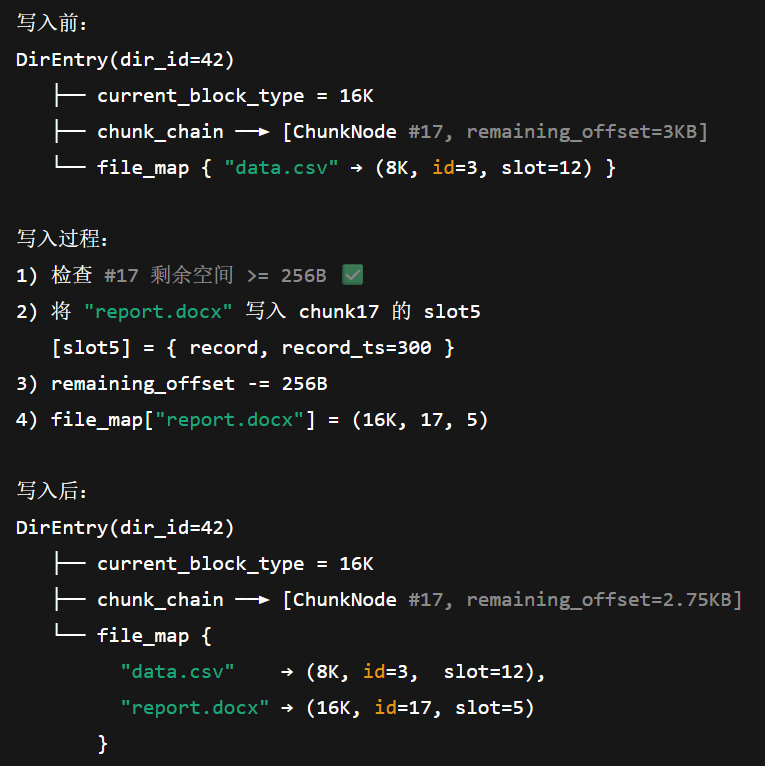 写入前:
DirEntry(dir_id=42)
├── current_block_type = 16K
├── chunk_chain ──► [ChunkNode #17, remaining_offset=3KB]
└── file_map { "data.csv" → (8K, id=3, slot=12) }
写入过程:
1) 检查 #17 剩余空间 >= 256B ✅
2) 将 "report.docx" 写入 chunk17 的 slot5
[slot5] = { record, record_ts=300 }
3) remaining_offset -= 256B
4) file_map["report.docx"] = (16K, 17, 5)
写入后:
DirEntry(dir_id=42)
├── current_block_type = 16K
├── chunk_chain ──► [ChunkNode #17, remaining_offset=2.75KB]
└── file_map {
"data.csv" → (8K, id=3, slot=12),
"report.docx" → (16K, id=17, slot=5)
}